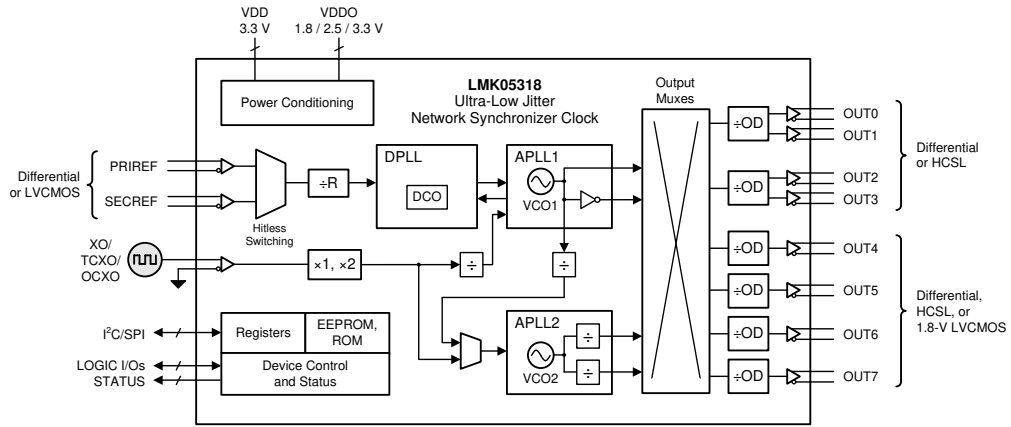 VDD
3.3 V
VDDO
1.8 / 2.5 / 3.3 V
Power Conditioning
LMK05318
Ultra-Low Jitter
Network Synchronizer Clock
Output
Muxes
Differential
or LVCMOS
PRIREF
SECREF
Hitless
Switching
÷R
DPLL
DCO
APLL1
VCO1
÷OD
OUT0
OUT1
÷OD
OUT2
OUT3
Differential
or HCSL
XO/
TCXO/
OCXO
×1, ×2
÷
÷
÷OD
OUT4
÷OD
OUT5
÷OD
OUT6
÷OD
OUT7
Differential,
HCSL, or
1.8-V LVCMOS
I²C/SPI
LOGIC I/Os
STATUS
Registers
EEPROM,
ROM
Device Control
and Status
APLL2
VCO2
÷
÷